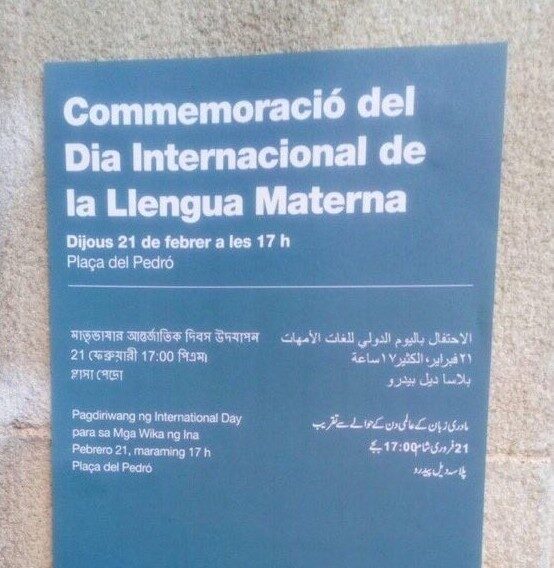 Commemoració del
Dia Internacional de
la Llengua Materna
Dijous 21 de febrer a les 17 h
Plaça del Pedró
মাতৃভাষার আন্তর্জাতিক দিবস উদযাপন
21 ফেব্রুয়ারী 17:00 পিএম।
প্লাসা পেদ্রো
الاحتفال باليوم الدولي للغات الأمهات
٢١ فبراير، الكثير ١٧ ساعة
بلاسا ديل بيدرو
Pagdiriwang ng International Day
para sa Mga Wika ng Ina
Pebrero 21, maraming 17 h
Plaça del Pedró
مادری زبان کے عالمی دن کے حوالے سے تقریب
21 فروری شام 17:00 بجے
پلاسہ دیل پیدرو